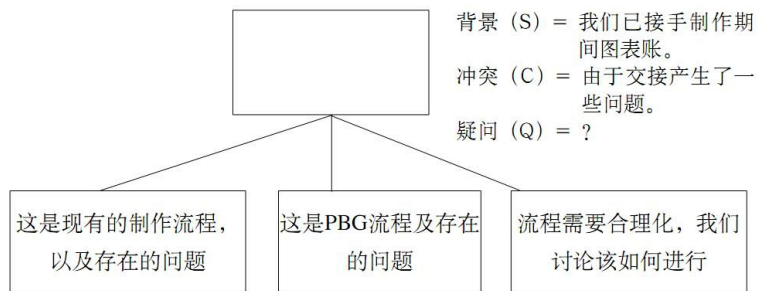 背景（S）= 我们已接手制作期
间图表账。
冲突（C）= 由于交接产生了一
些问题。
疑问（Q）= ？
这是现有的制作流程，
以及存在的问题
这是PBG流程及存在
的问题
流程需要合理化，我们
讨论该如何进行